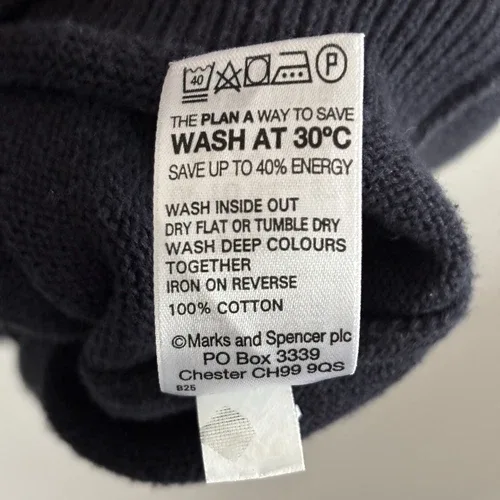 40 P
THE PLAN A WAY TO SAVE
WASH AT 30°C
SAVE UP TO 40% ENERGY
WASH INSIDE OUT
DRY FLAT OR TUMBLE DRY
WASH DEEP COLOURS
TOGETHER
IRON ON REVERSE
100% COTTON
©Marks and Spencer plc
PO Box 3339
Chester CH99 9QS
B25